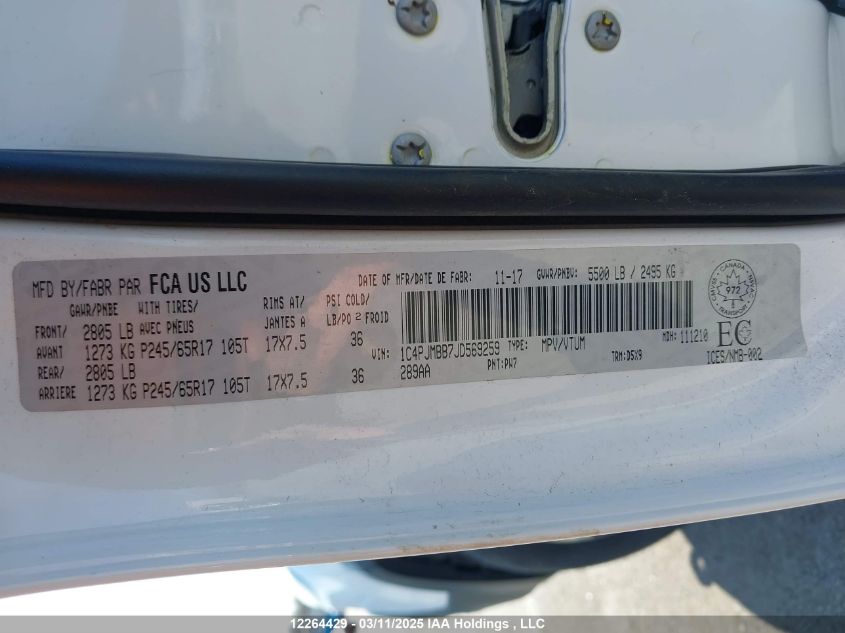 MFD BY/FABR PAR FCA US LLC DATE OF MFR/DATE DE FABR: 11-17 GVWR/PNBV: 5500 LB / 2495 KG
GAWR/PNBE WITH TIRES/ RIMS AT/ PSI COLD/
FRONT/ 2805 LB AVEC PNEUS JANTES A LB/PO 2 FROID
AVANT 1273 KG P245/65R17 105T 17X7.5 36
REAR/ 2805 LB
ARRIERE 1273 KG P245/65R17 105T 17X7.5 36
VIN: 1C4PJMBB7JD569259 TYPE: MPV/VTUM MDH: 111210
289AA PNT: PW7 TRM: D5X9
CANADA
TRANSPORT
972
EC
ICES/NMB-002
12264429 - 03/11/2025 IAA Holdings , LLC